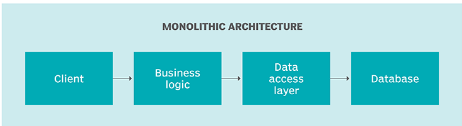 MONOLITHIC ARCHITECTURE
Client
Business
logic
Data
access
layer
Database